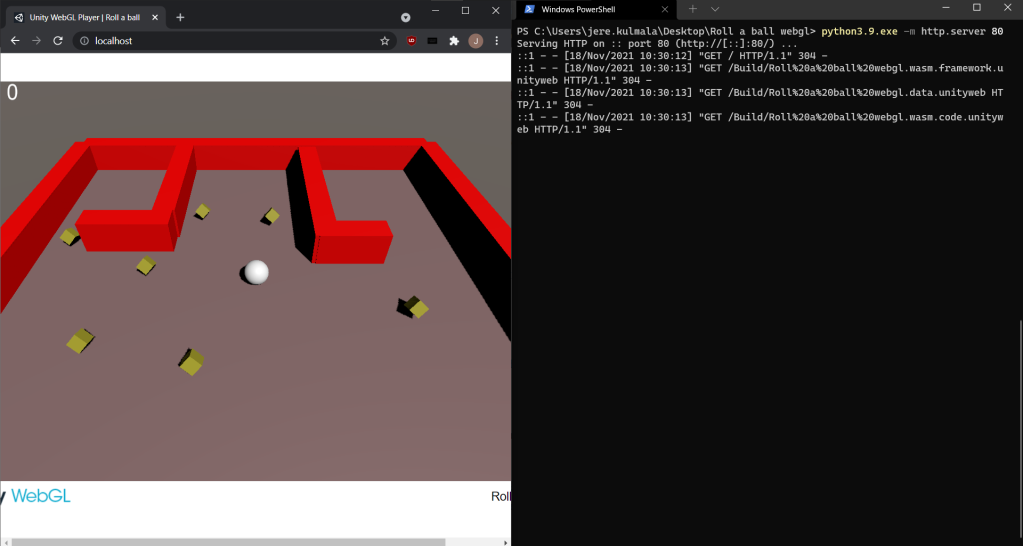 Unity WebGL Player | Roll a ball
localhost
J
0
WebGL
Roll
Windows PowerShell
PS C:\Users\jere.kulmala\Desktop\Roll a ball webgl> python3.9.exe -m http.server 80
Serving HTTP on :: port 80 (http://[::]:80/) ...
::1 - - [18/Nov/2021 10:30:12] "GET / HTTP/1.1" 304 -
::1 - - [18/Nov/2021 10:30:13] "GET /Build/Roll%20a%20ball%20webgl.wasm.framework.u
nityweb HTTP/1.1" 304 -
::1 - - [18/Nov/2021 10:30:13] "GET /Build/Roll%20a%20ball%20webgl.data.unityweb HT
TP/1.1" 304 -
::1 - - [18/Nov/2021 10:30:13] "GET /Build/Roll%20a%20ball%20webgl.wasm.code.unityw
eb HTTP/1.1" 304 -